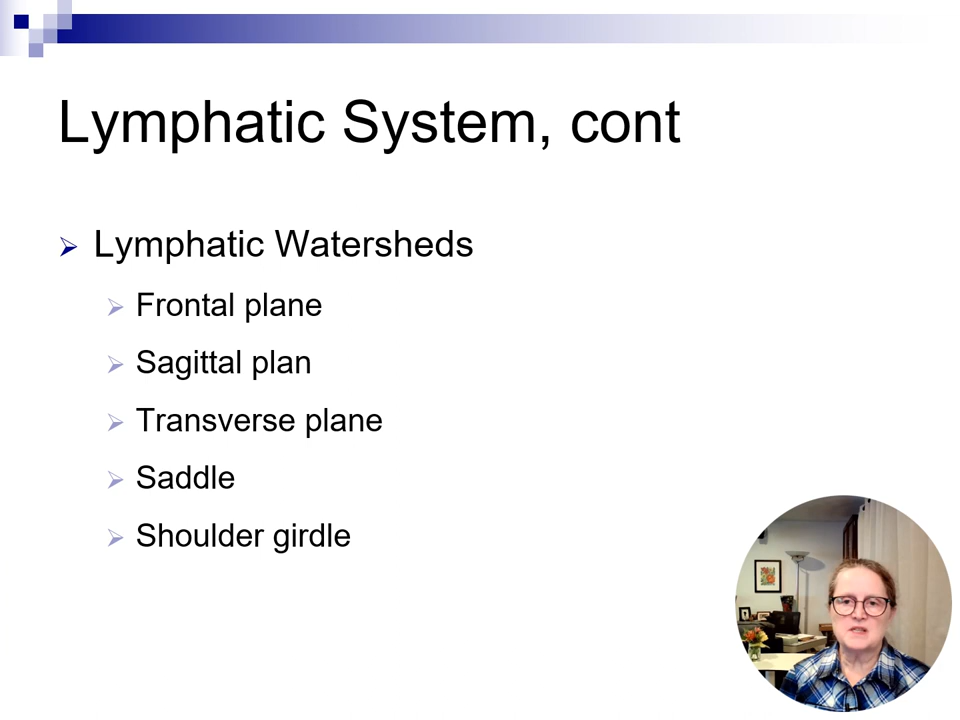 Lymphatic System, cont
Lymphatic Watersheds
Frontal plane
Sagittal plan
Transverse plane
Saddle
Shoulder girdle